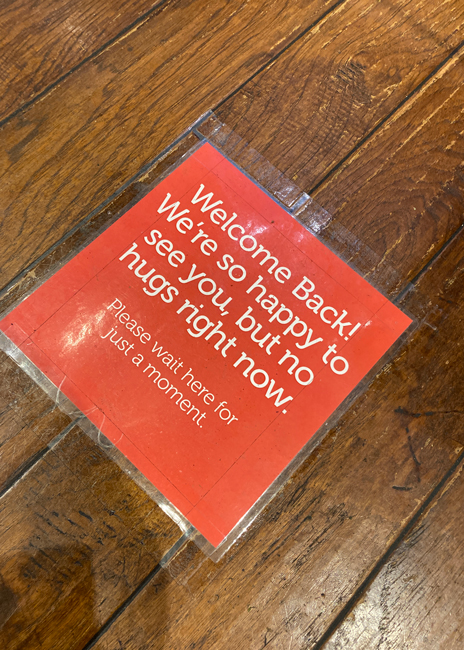 Welcome Back!
We're so happy to
see you, but no
hugs right now.
Please wait here for
just a moment.